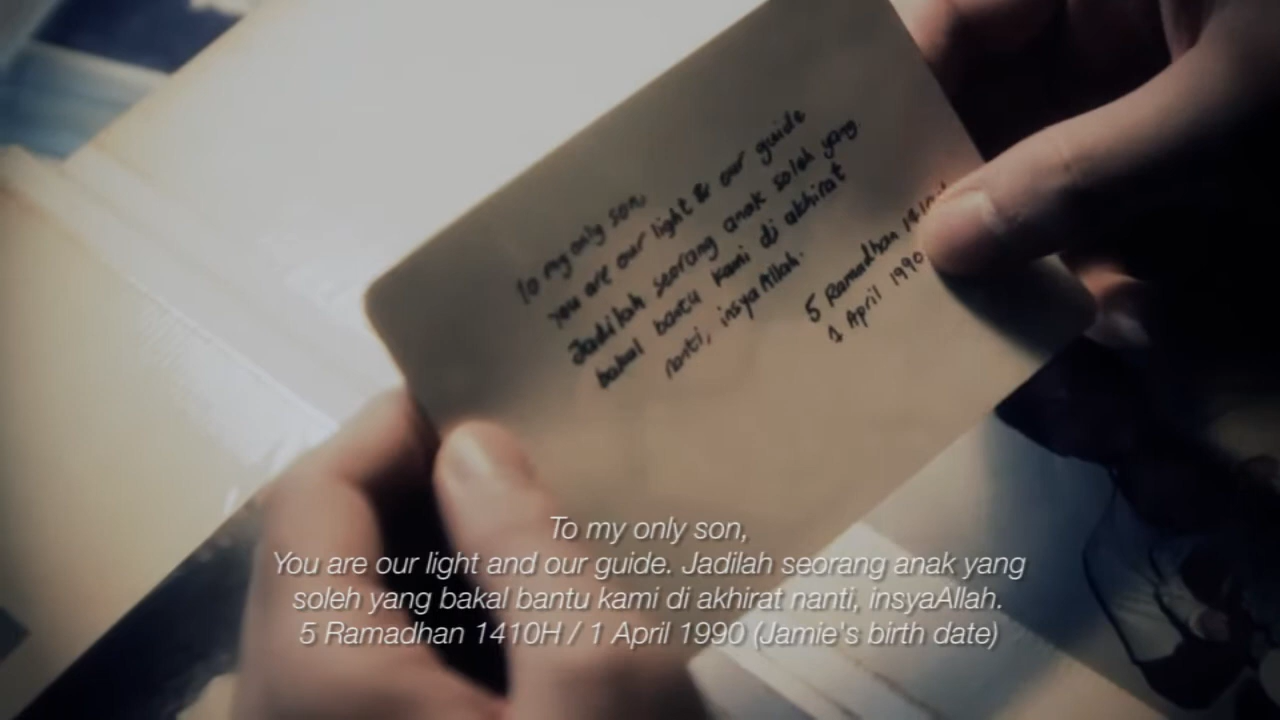 To my only son,
You are our light & our guide
Jadilah seorang anak soleh yang
bakal bantu kami di akhirat
nanti, insyaAllah.
5 Ramadhan
1 April 1990
To my only son,
You are our light and our guide. Jadilah seorang anak yang
soleh yang bakal bantu kami di akhirat nanti, insyaAllah.
5 Ramadhan 1410H / 1 April 1990 (Jamie's birth date)